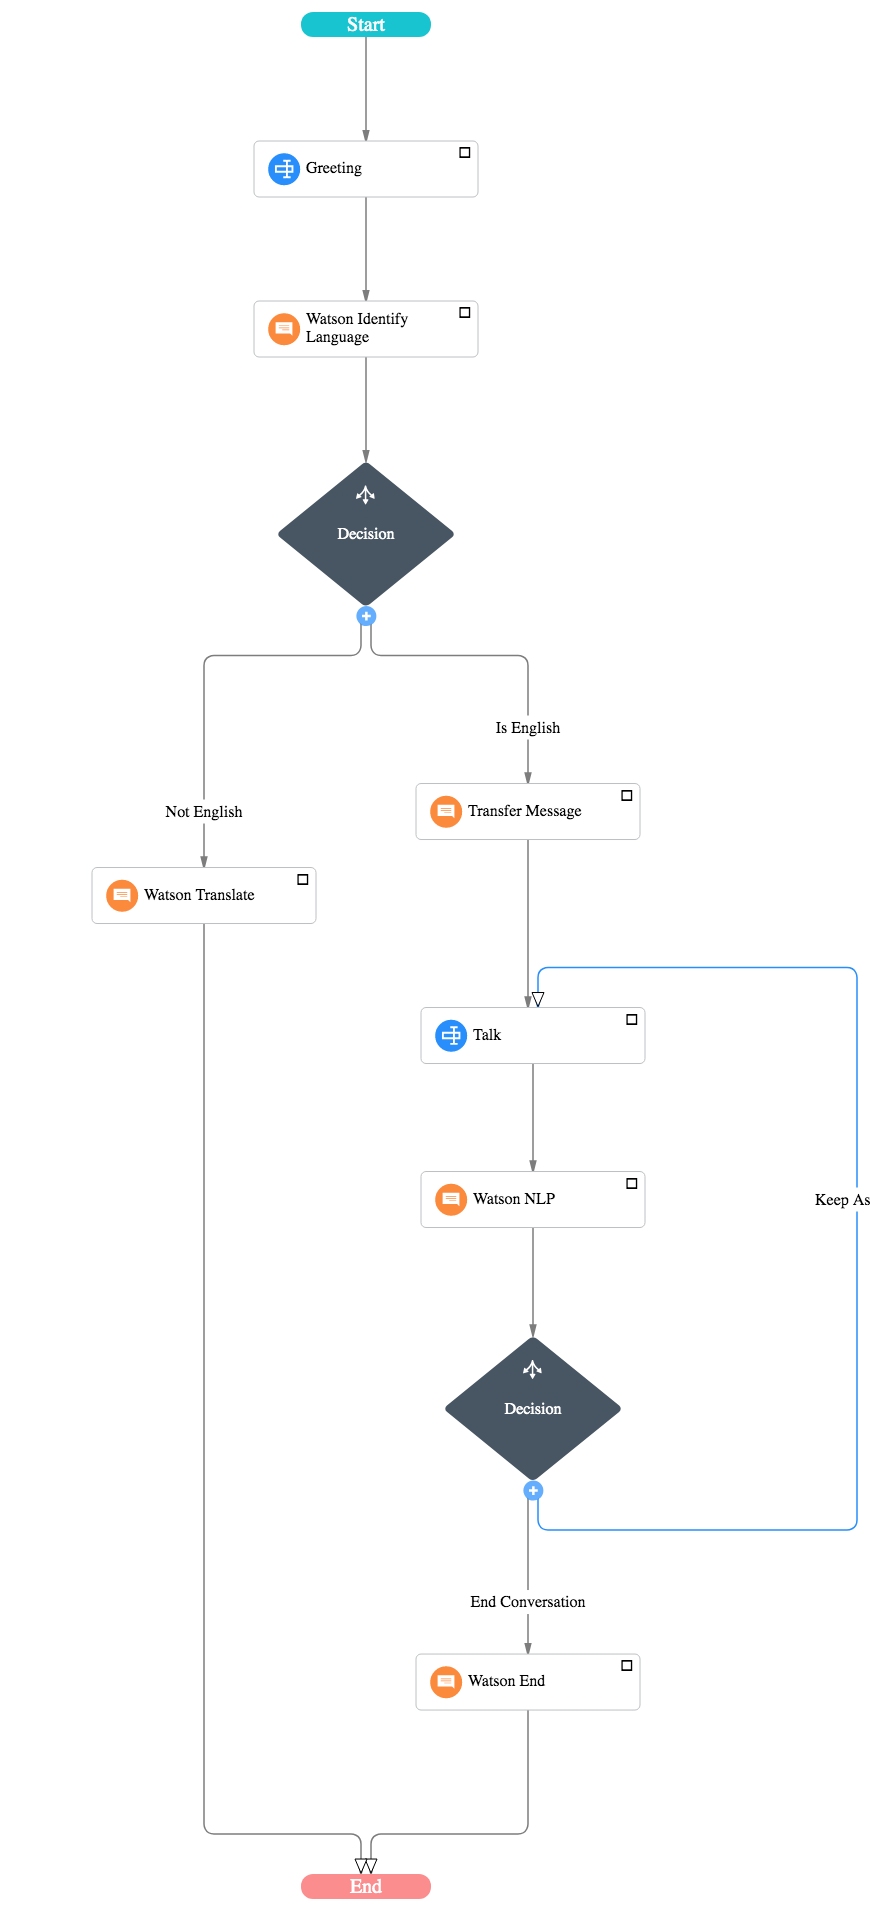 Start
Greeting
Watson Identify
Language
Decision
Is English
Not English
Transfer Message
Watson Translate
Talk
Watson NLP
Keep As
Decision
End Conversation
Watson End
End